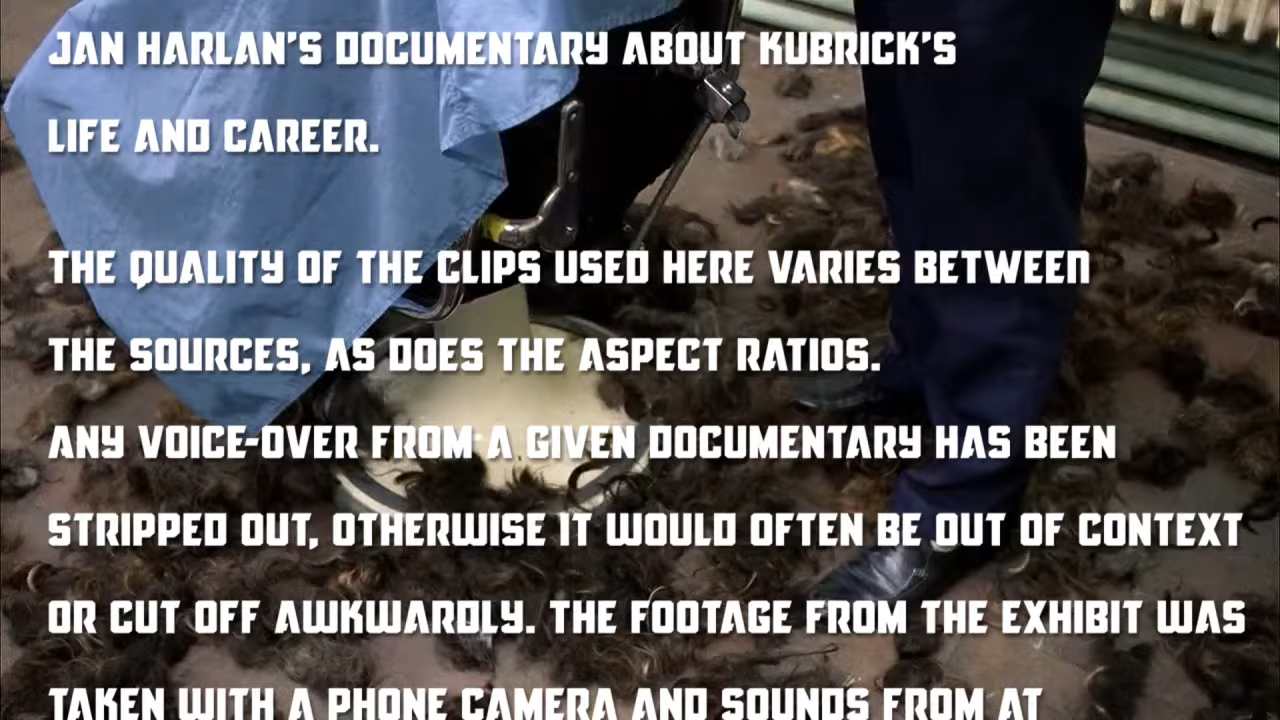 JAN HARLAN'S DOCUMENTARY ABOUT KUBRICK'S
LIFE AND CAREER.
THE QUALITY OF THE CLIPS USED HERE VARIES BETWEEN
THE SOURCES, AS DOES THE ASPECT RATIOS.
ANY VOICE-OVER FROM A GIVEN DOCUMENTARY HAS BEEN
STRIPPED OUT, OTHERWISE IT WOULD OFTEN BE OUT OF CONTEXT
OR CUT OFF AWKWARDLY. THE FOOTAGE FROM THE EXHIBIT WAS
TAKEN WITH A PHONE CAMERA AND SOUNDS FROM AT